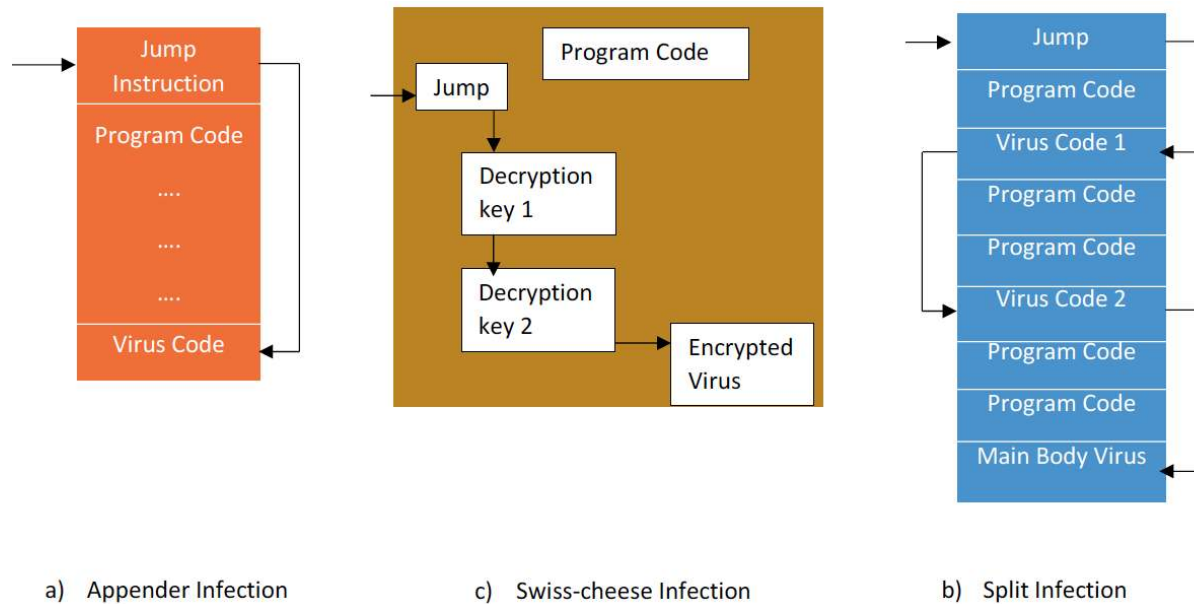 Jump
Instruction
Program Code
....
....
....
Virus Code
a) Appender Infection
Program Code
Jump
Decryption
key 1
Decryption
key 2
Encrypted
Virus
c) Swiss-cheese Infection
Jump
Program Code
Virus Code 1
Program Code
Program Code
Virus Code 2
Program Code
Program Code
Main Body Virus
b) Split Infection